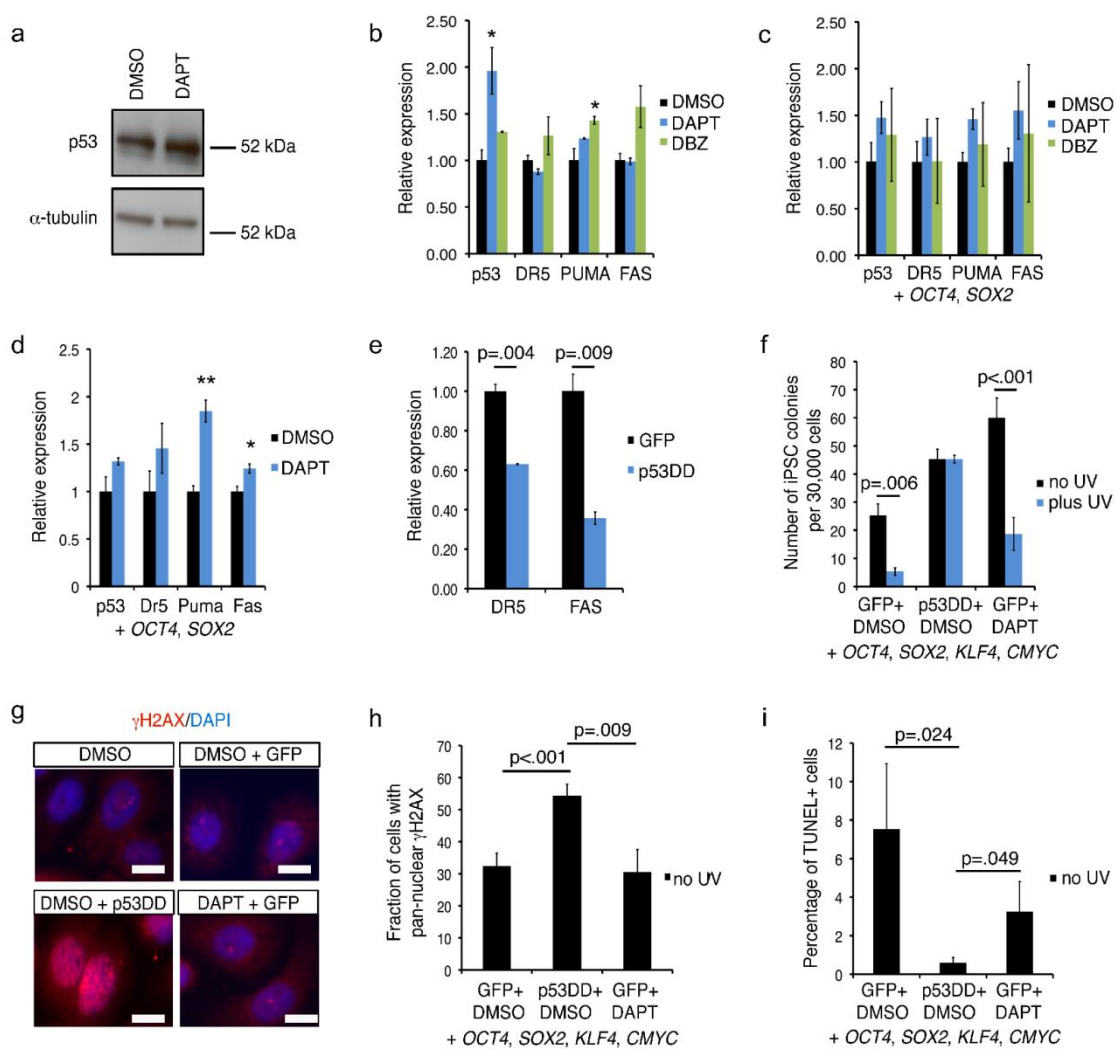 a
DMSO
DAPT
p53
52 kDa
α-tubulin
52 kDa
b
Relative expression
2.50
2.00
1.50
1.00
0.50
0.00
*
*
DMSO
DAPT
DBZ
p53 DR5 PUMA FAS
c
Relative expression
2.50
2.00
1.50
1.00
0.50
0.00
DMSO
DAPT
DBZ
p53 DR5 PUMA FAS
+ OCT4, SOX2
d
Relative expression
2.5
2
1.5
1
0.5
0
**
*
DMSO
DAPT
p53 Dr5 Puma Fas
+ OCT4, SOX2
e
Relative expression
1.20
1.00
0.80
0.60
0.40
0.20
0.00
p=.004 p=.009
GFP
p53DD
DR5 FAS
f
Number of iPSC colonies
per 30,000 cells
80
70
60
50
40
30
20
10
0
p<.001
p=.006
no UV
plus UV
GFP+ p53DD+ GFP+
DMSO DMSO DAPT
+ OCT4, SOX2, KLF4, CMYC
g
γH2AX/DAPI
DMSO
DMSO + GFP
DMSO + p53DD
DAPT + GFP
h
Fraction of cells with
pan-nuclear γH2AX
70
60
50
40
30
20
10
0
p=.009
p<.001
no UV
GFP+ p53DD+ GFP+
DMSO DMSO DAPT
+ OCT4, SOX2, KLF4, CMYC
i
Percentage of TUNEL+ cells
12
10
8
6
4
2
0
p=.024
p=.049
no UV
GFP+ p53DD+ GFP+
DMSO DMSO DAPT
+ OCT4, SOX2, KLF4, CMYC